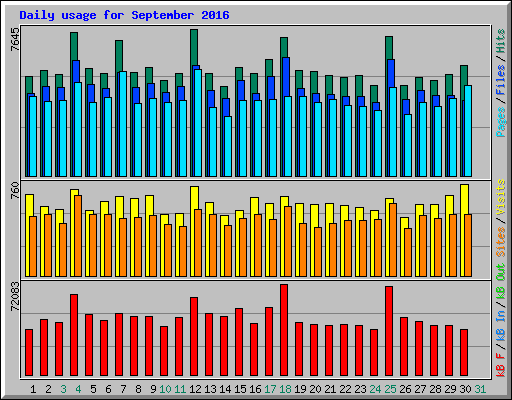 Daily usage for September 2016
7645
Pages / Files / Hits
760
Sites / Visits
72083
kB F / kB In / kB Out
1 2 3 4 5 6 7 8 9 10 11 12 13 14 15 16 17 18 19 20 21 22 23 24 25 26 27 28 29 30 31